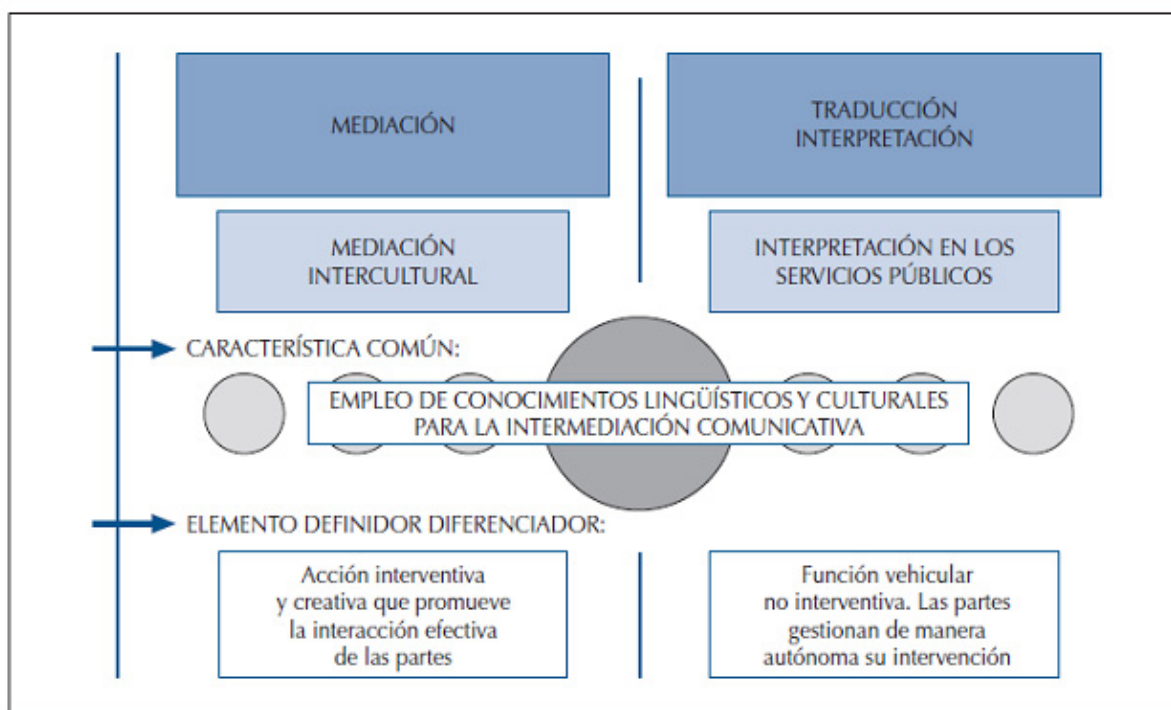 MEDIACIÓN
TRADUCCIÓN
INTERPRETACIÓN
MEDIACIÓN
INTERCULTURAL
INTERPRETACIÓN EN LOS
SERVICIOS PÚBLICOS
CARACTERÍSTICA COMÚN:
EMPLEO DE CONOCIMIENTOS LINGÜÍSTICOS Y CULTURALES
PARA LA INTERMEDIACIÓN COMUNICATIVA
ELEMENTO DEFINIDOR DIFERENCIADOR:
Acción interventiva
y creativa que promueve
la interacción efectiva
de las partes
Función vehicular
no interventiva. Las partes
gestionan de manera
autónoma su intervención